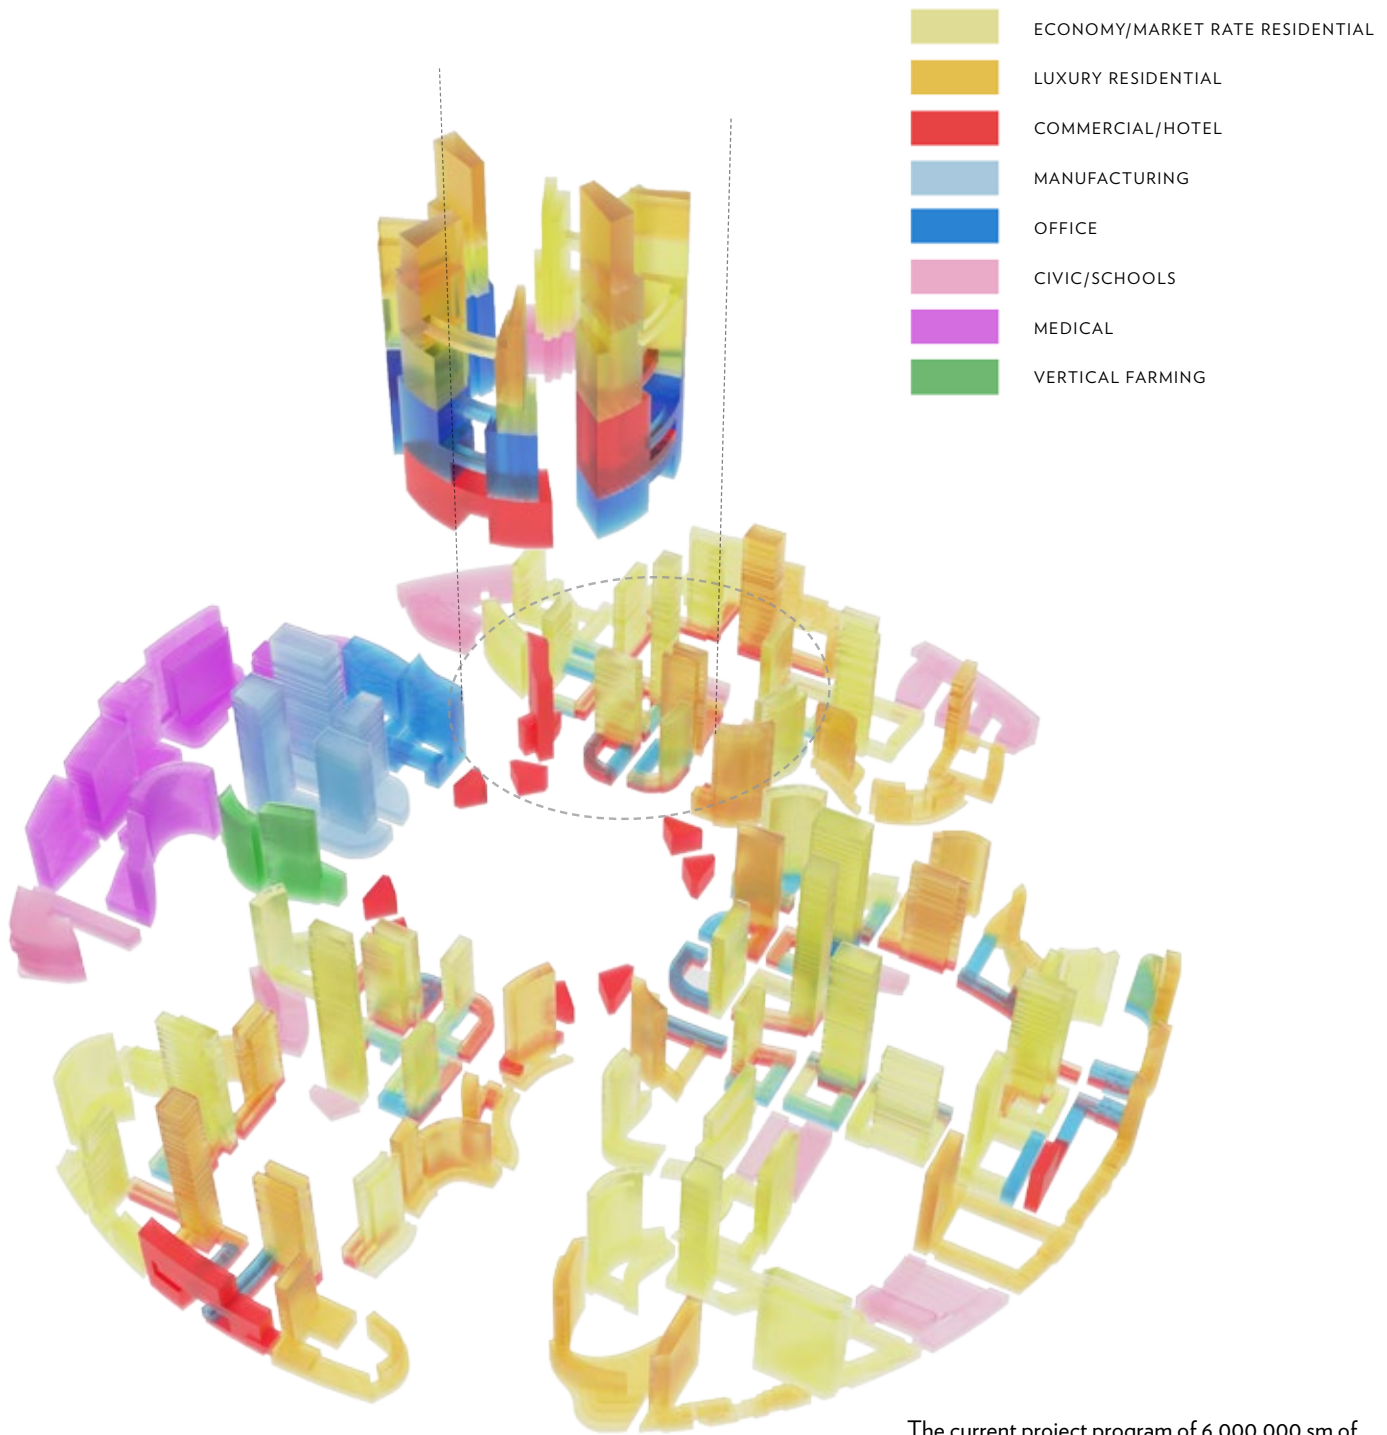 ECONOMY/MARKET RATE RESIDENTIAL
LUXURY RESIDENTIAL
COMMERCIAL/HOTEL
MANUFACTURING
OFFICE
CIVIC/SCHOOLS
MEDICAL
VERTICAL FARMING
The current project program of 6,000,000 sm of